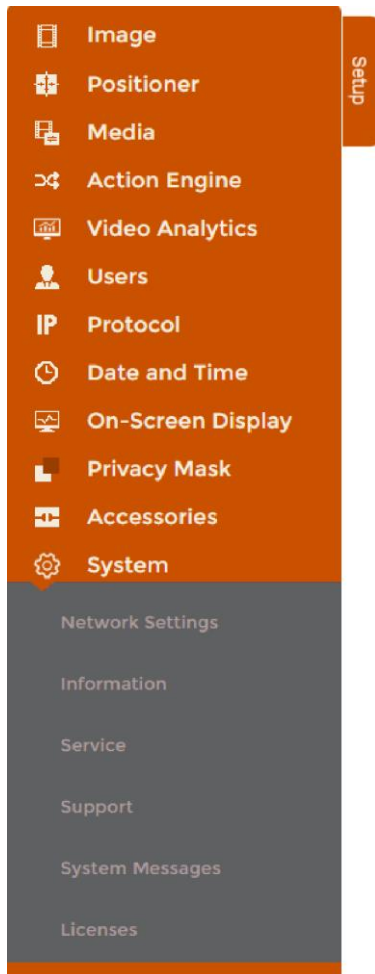 Image
Setup
Positioner
Media
Action Engine
Video Analytics
Users
IP Protocol
Date and Time
On-Screen Display
Privacy Mask
Accessories
System
Network Settings
Information
Service
Support
System Messages
Licenses